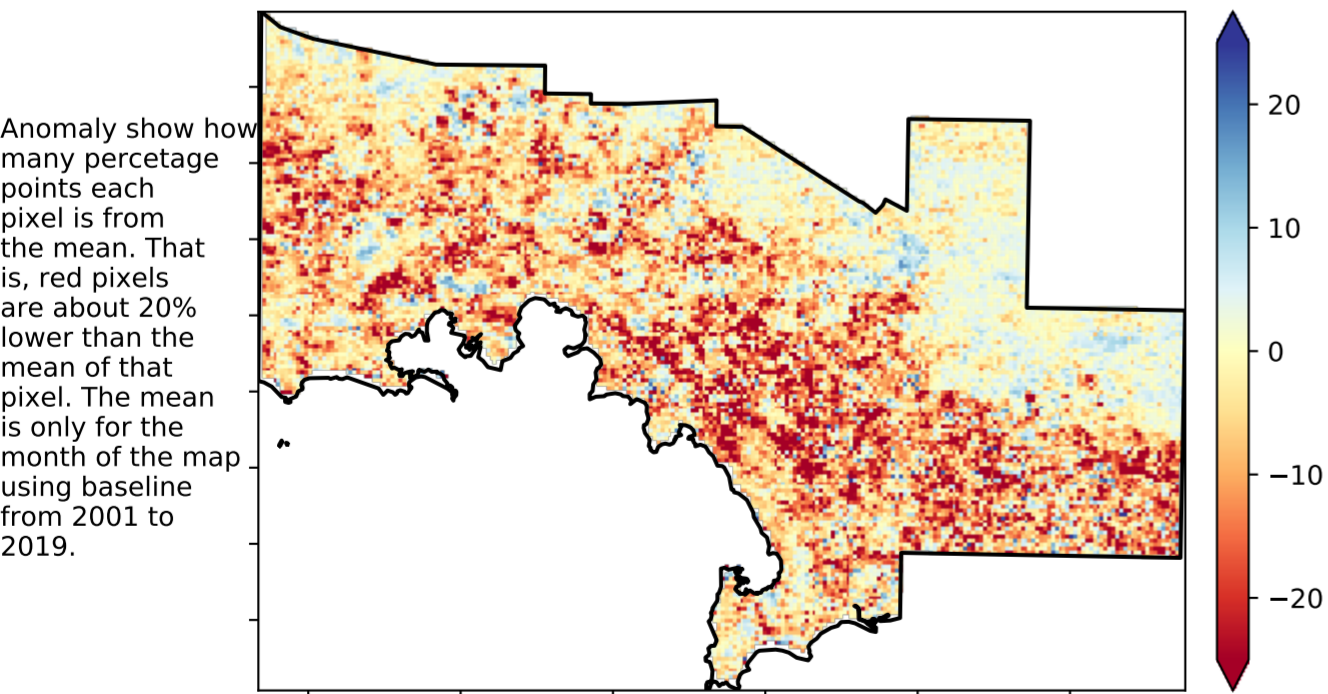 Anomaly show how
many percetage
points each
pixel is from
the mean. That
is, red pixels
are about 20%
lower than the
mean of that
pixel. The mean
is only for the
month of the map
using baseline
from 2001 to
2019.
20
10
0
−10
−20